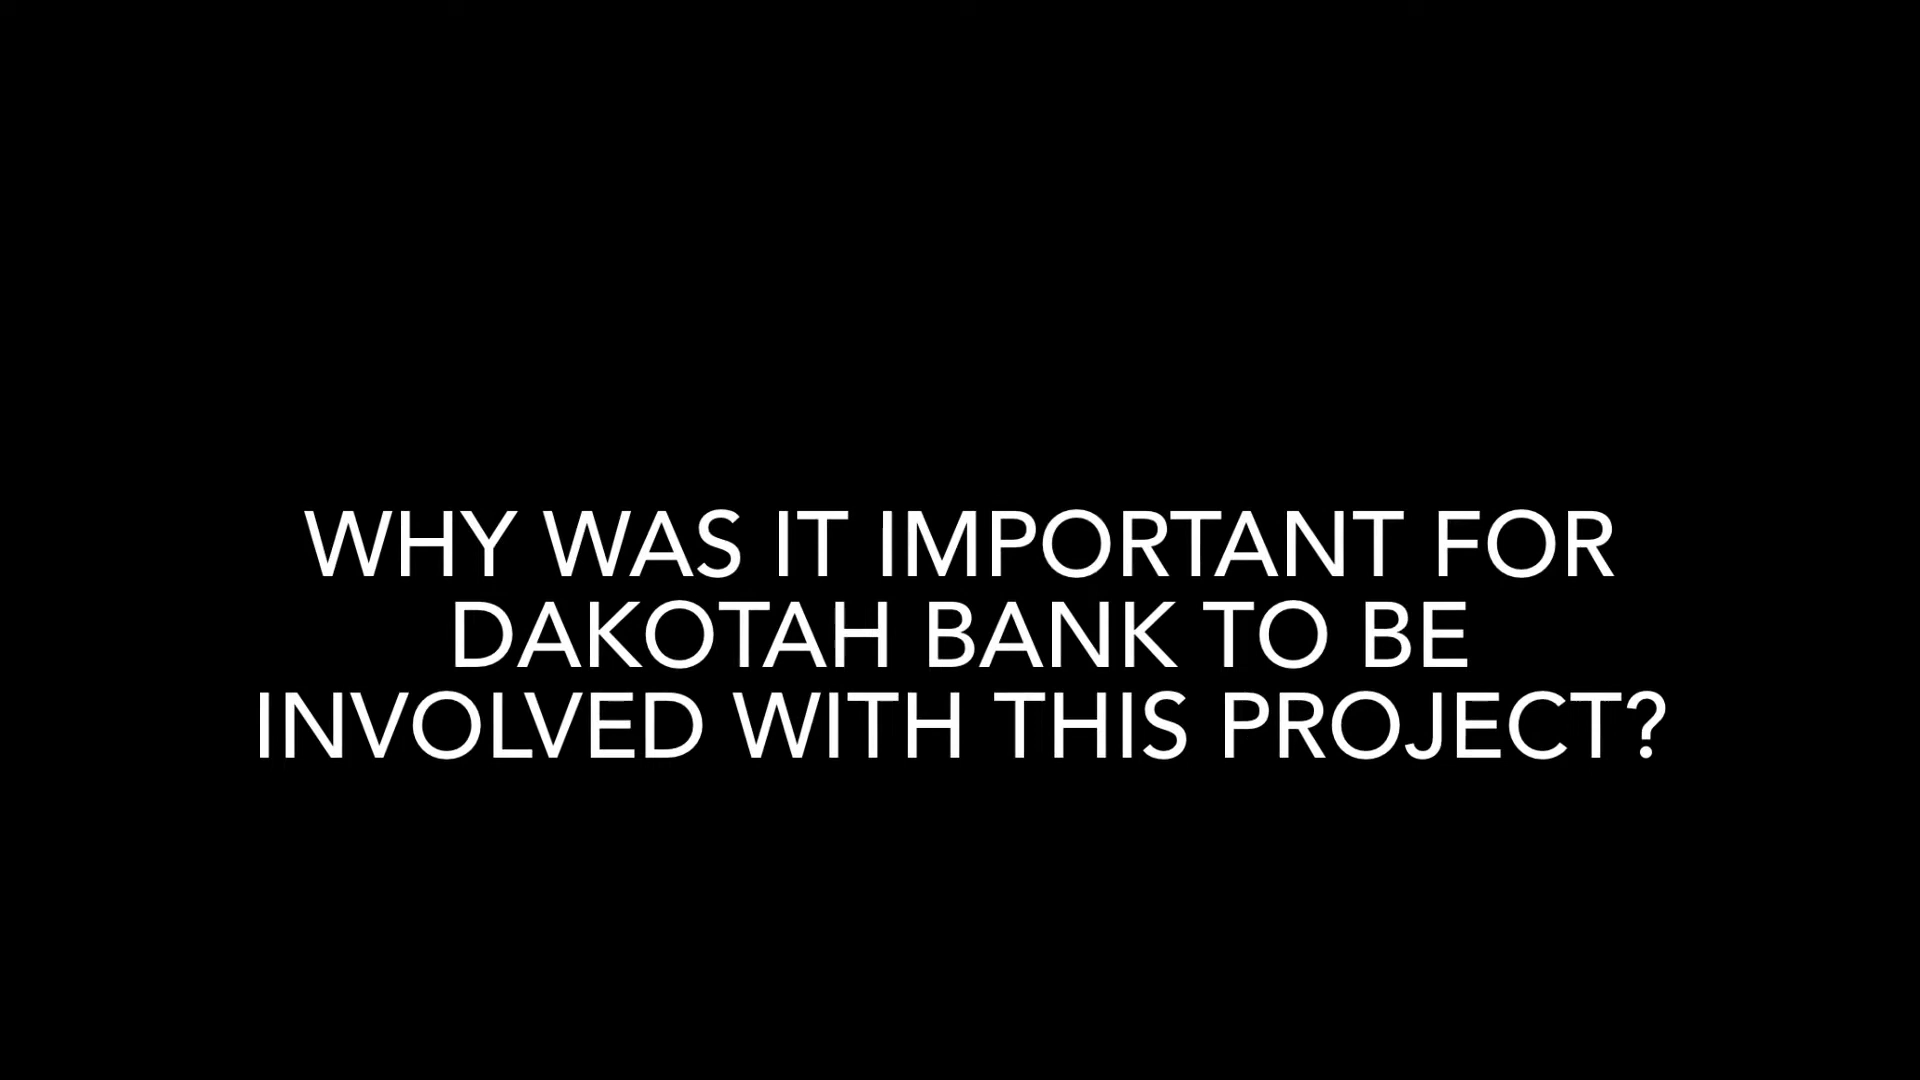 WHY WAS IT IMPORTANT FOR
DAKOTAH BANK TO BE
INVOLVED WITH THIS PROJECT?